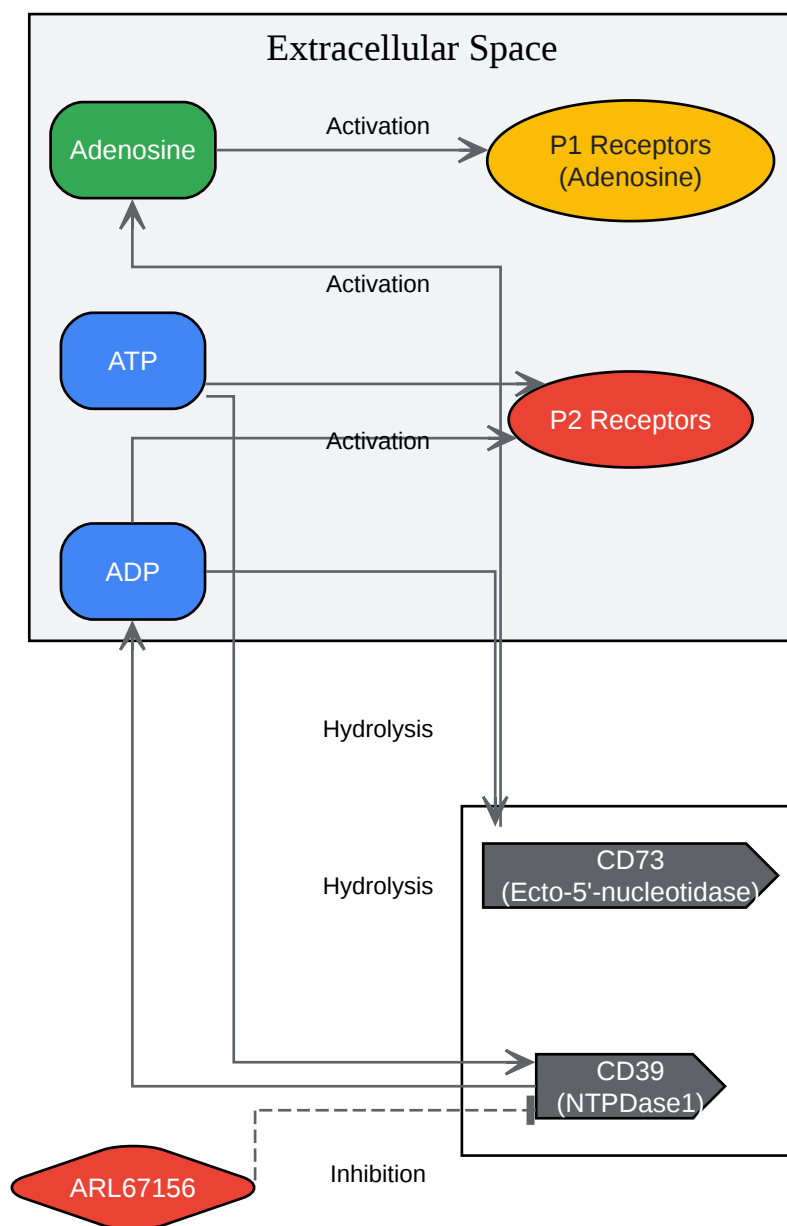 Extracellular Space
Adenosine
Activation
P1 Receptors
(Adenosine)
Activation
ATP
P2 Receptors
Activation
ADP
Hydrolysis
CD73
(Ecto-5'-nucleotidase)
Hydrolysis
CD39
(NTPDase1)
Inhibition
ARL67156